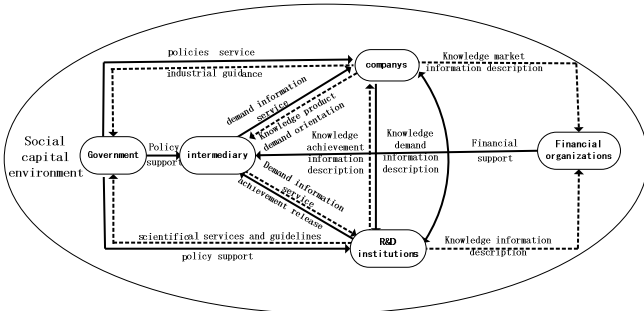 policies service
industrial guidance
companys
Knowledge market
information description
demand information
service
Knowledge product
demand orientation
Social
capital
environment
Government
Policy
support
intermediary
Knowledge
achievement
information
description
Knowledge
demand
information
description
Financial
support
Financial
organizations
Demand information
service
achievement release
scientifical services and guidelines
policy support
R&D
institutions
Knowledge information
description